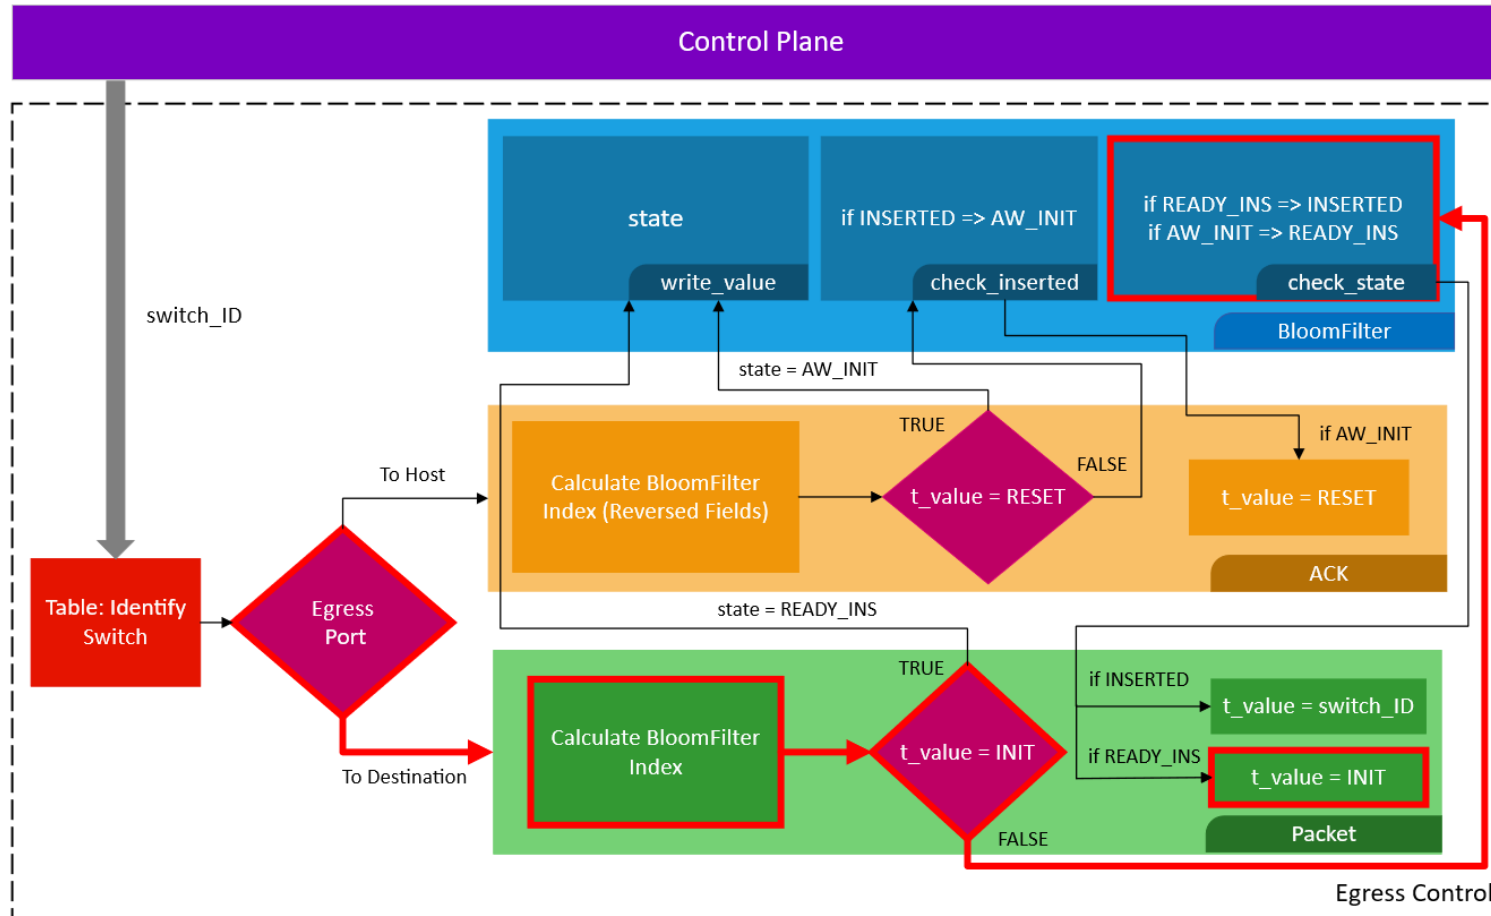 Control Plane
switch_ID
state
write_value
if INSERTED => AW_INIT
check_inserted
if READY_INS => INSERTED
if AW_INIT => READY_INS
check_state
BloomFilter
state = AW_INIT
TRUE
FALSE
if AW_INIT
To Host
Calculate BloomFilter
Index (Reversed Fields)
t_value = RESET
t_value = RESET
ACK
Table: Identify
Switch
Egress
Port
state = READY_INS
TRUE
if INSERTED
t_value = switch_ID
Calculate BloomFilter
Index
t_value = INIT
if READY_INS
t_value = INIT
To Destination
FALSE
Packet
Egress Control